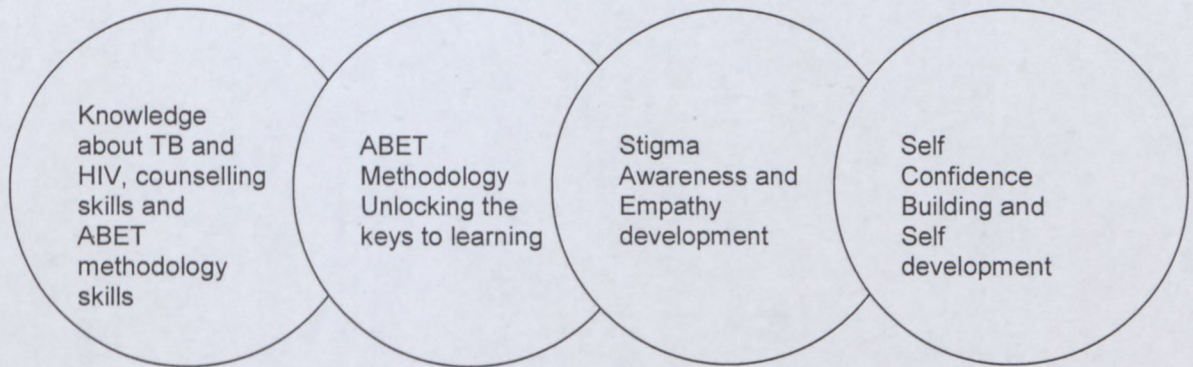 Knowledge
about TB and
HIV, counselling
skills and
ABET
methodology
skills
ABET
Methodology
Unlocking the
keys to learning
Stigma
Awareness and
Empathy
development
Self
Confidence
Building and
Self
development